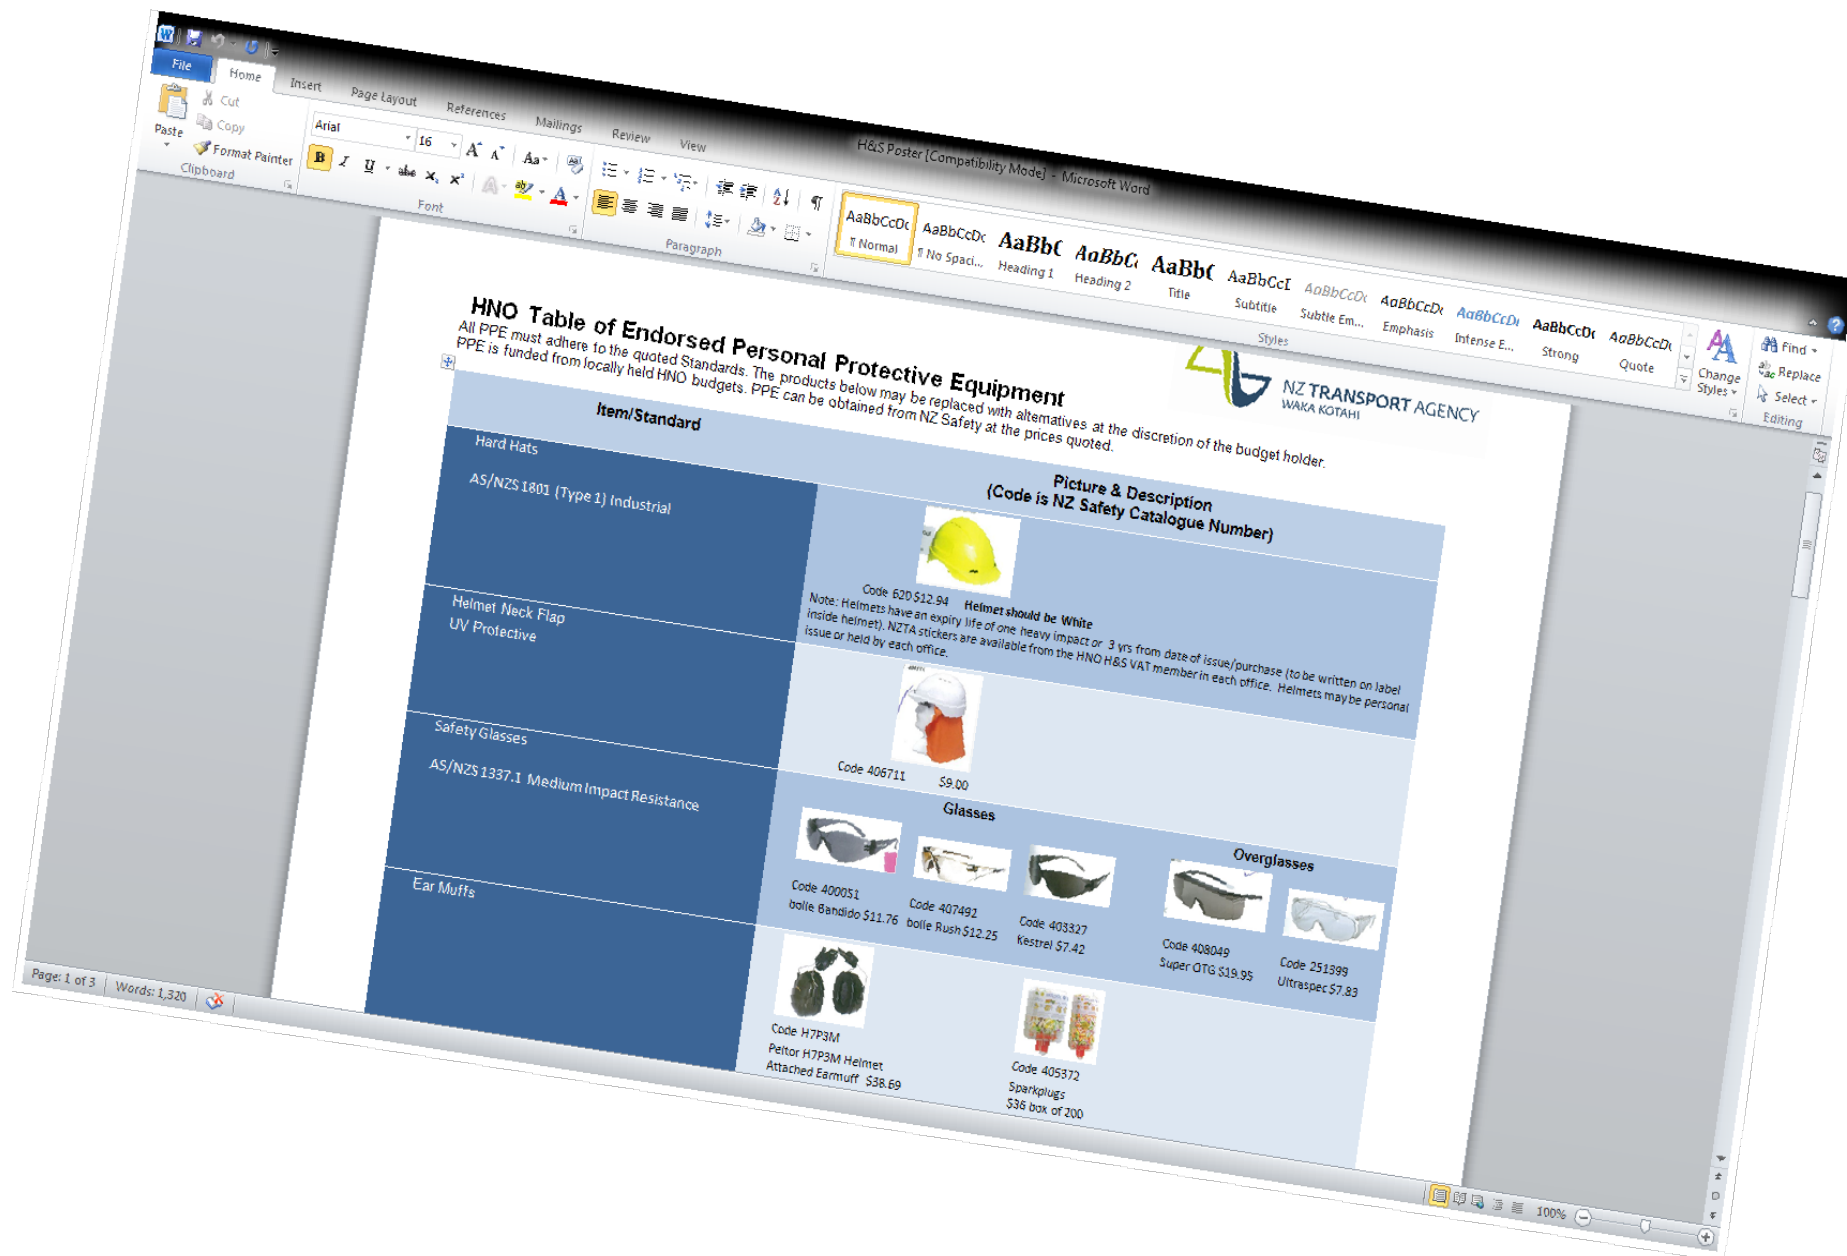 H&S Poster [Compatibility Mode] - Microsoft Word
File Home Insert Page Layout References Mailings Review View
Paste
Cut
Copy
Format Painter
Clipboard
Arial 16
Font
Paragraph
AaBbCcDc AaBbCcDc AaBbC AaBbC AaBbC AaBbCcI AaBbCcDc AaBbCcDc AaBbCcDc AaBbCcDc AaBbCcDc
¶ Normal ¶ No Spaci... Heading 1 Heading 2 Title Subtitle Subtle Em... Emphasis Intense E... Strong Quote
Change
Styles
Styles
Find
Replace
Select
Editing
HNO Table of Endorsed Personal Protective Equipment
All PPE must adhere to the quoted Standards. The products below may be replaced with alternatives at the discretion of the budget holder.
PPE is funded from locally held HNO budgets. PPE can be obtained from NZ Safety at the prices quoted.
NZ TRANSPORT AGENCY
WAKA KOTAHI
Item/Standard
Picture & Description
(Code is NZ Safety Catalogue Number)
Hard Hats
AS/NZS 1801 (Type 1) Industrial
Code 620 $12.94 Helmet should be White
Note: Helmets have an expiry life of one heavy impact or 3 yrs from date of issue/purchase (to be written on label
inside helmet). NZTA stickers are available from the HNO H&S VAT member in each office. Helmets may be personal
issue or held by each office.
Helmet Neck Flap
UV Protective
Code 406711 $9.00
Safety Glasses
AS/NZS 1337.1 Medium Impact Resistance
Glasses
Overglasses
Code 400051
bolle Bandido $11.76
Code 407492
bolle Rush $12.25
Code 403327
Kestrel $7.42
Code 408049
Super OTG $19.95
Code 251399
Ultraspec $7.83
Ear Muffs
Code H7P3M
Peltor H7P3M Helmet
Attached Earmuff $38.69
Code 405372
Sparkplugs
$36 box of 200
Page: 1 of 3 Words: 1,320
100%